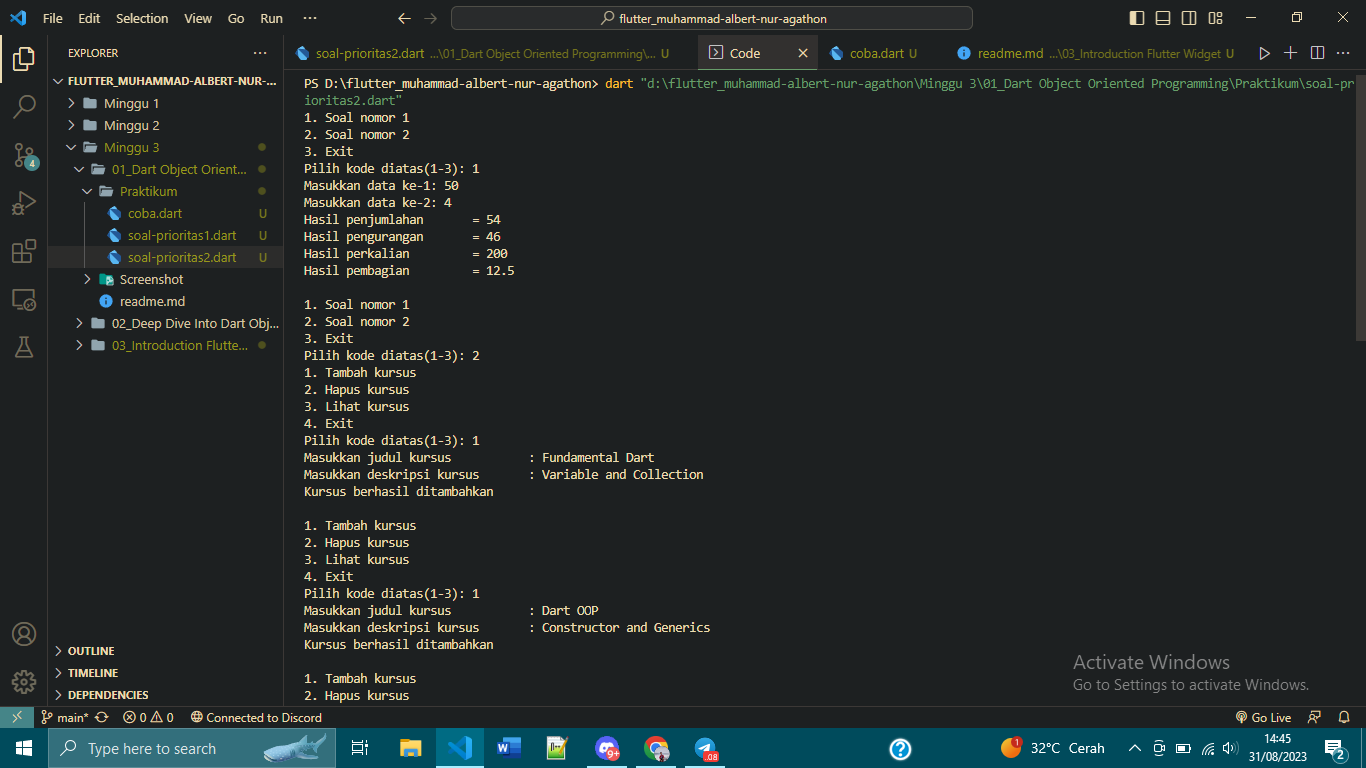 File Edit Selection View Go Run ···
flutter_muhammad-albert-nur-agathon
EXPLORER ···
FLUTTER_MUHAMMAD-ALBERT-NUR-...
Minggu 1
Minggu 2
Minggu 3
01_Dart Object Orient...
Praktikum
coba.dart U
soal-prioritas1.dart U
soal-prioritas2.dart U
Screenshot
readme.md
02_Deep Dive Into Dart Obj...
03_Introduction Flutte...
OUTLINE
TIMELINE
DEPENDENCIES
4
soal-prioritas2.dart ...\01_Dart Object Oriented Programming\... U
Code
coba.dart U
readme.md ...\03_Introduction Flutter Widget U
PS D:\flutter_muhammad-albert-nur-agathon> dart "d:\flutter_muhammad-albert-nur-agathon\Minggu 3\01_Dart Object Oriented Programming\Praktikum\soal-pr
ioritas2.dart"
1. Soal nomor 1
2. Soal nomor 2
3. Exit
Pilih kode diatas(1-3): 1
Masukkan data ke-1: 50
Masukkan data ke-2: 4
Hasil penjumlahan = 54
Hasil pengurangan = 46
Hasil perkalian = 200
Hasil pembagian = 12.5
1. Soal nomor 1
2. Soal nomor 2
3. Exit
Pilih kode diatas(1-3): 2
1. Tambah kursus
2. Hapus kursus
3. Lihat kursus
4. Exit
Pilih kode diatas(1-3): 1
Masukkan judul kursus : Fundamental Dart
Masukkan deskripsi kursus : Variable and Collection
Kursus berhasil ditambahkan
1. Tambah kursus
2. Hapus kursus
3. Lihat kursus
4. Exit
Pilih kode diatas(1-3): 1
Masukkan judul kursus : Dart OOP
Masukkan deskripsi kursus : Constructor and Generics
Kursus berhasil ditambahkan
1. Tambah kursus
2. Hapus kursus
Activate Windows
Go to Settings to activate Windows.
main* 0 0 Connected to Discord
Go Live
Type here to search
9+
.08
1
32°C Cerah
14:45
31/08/2023
2